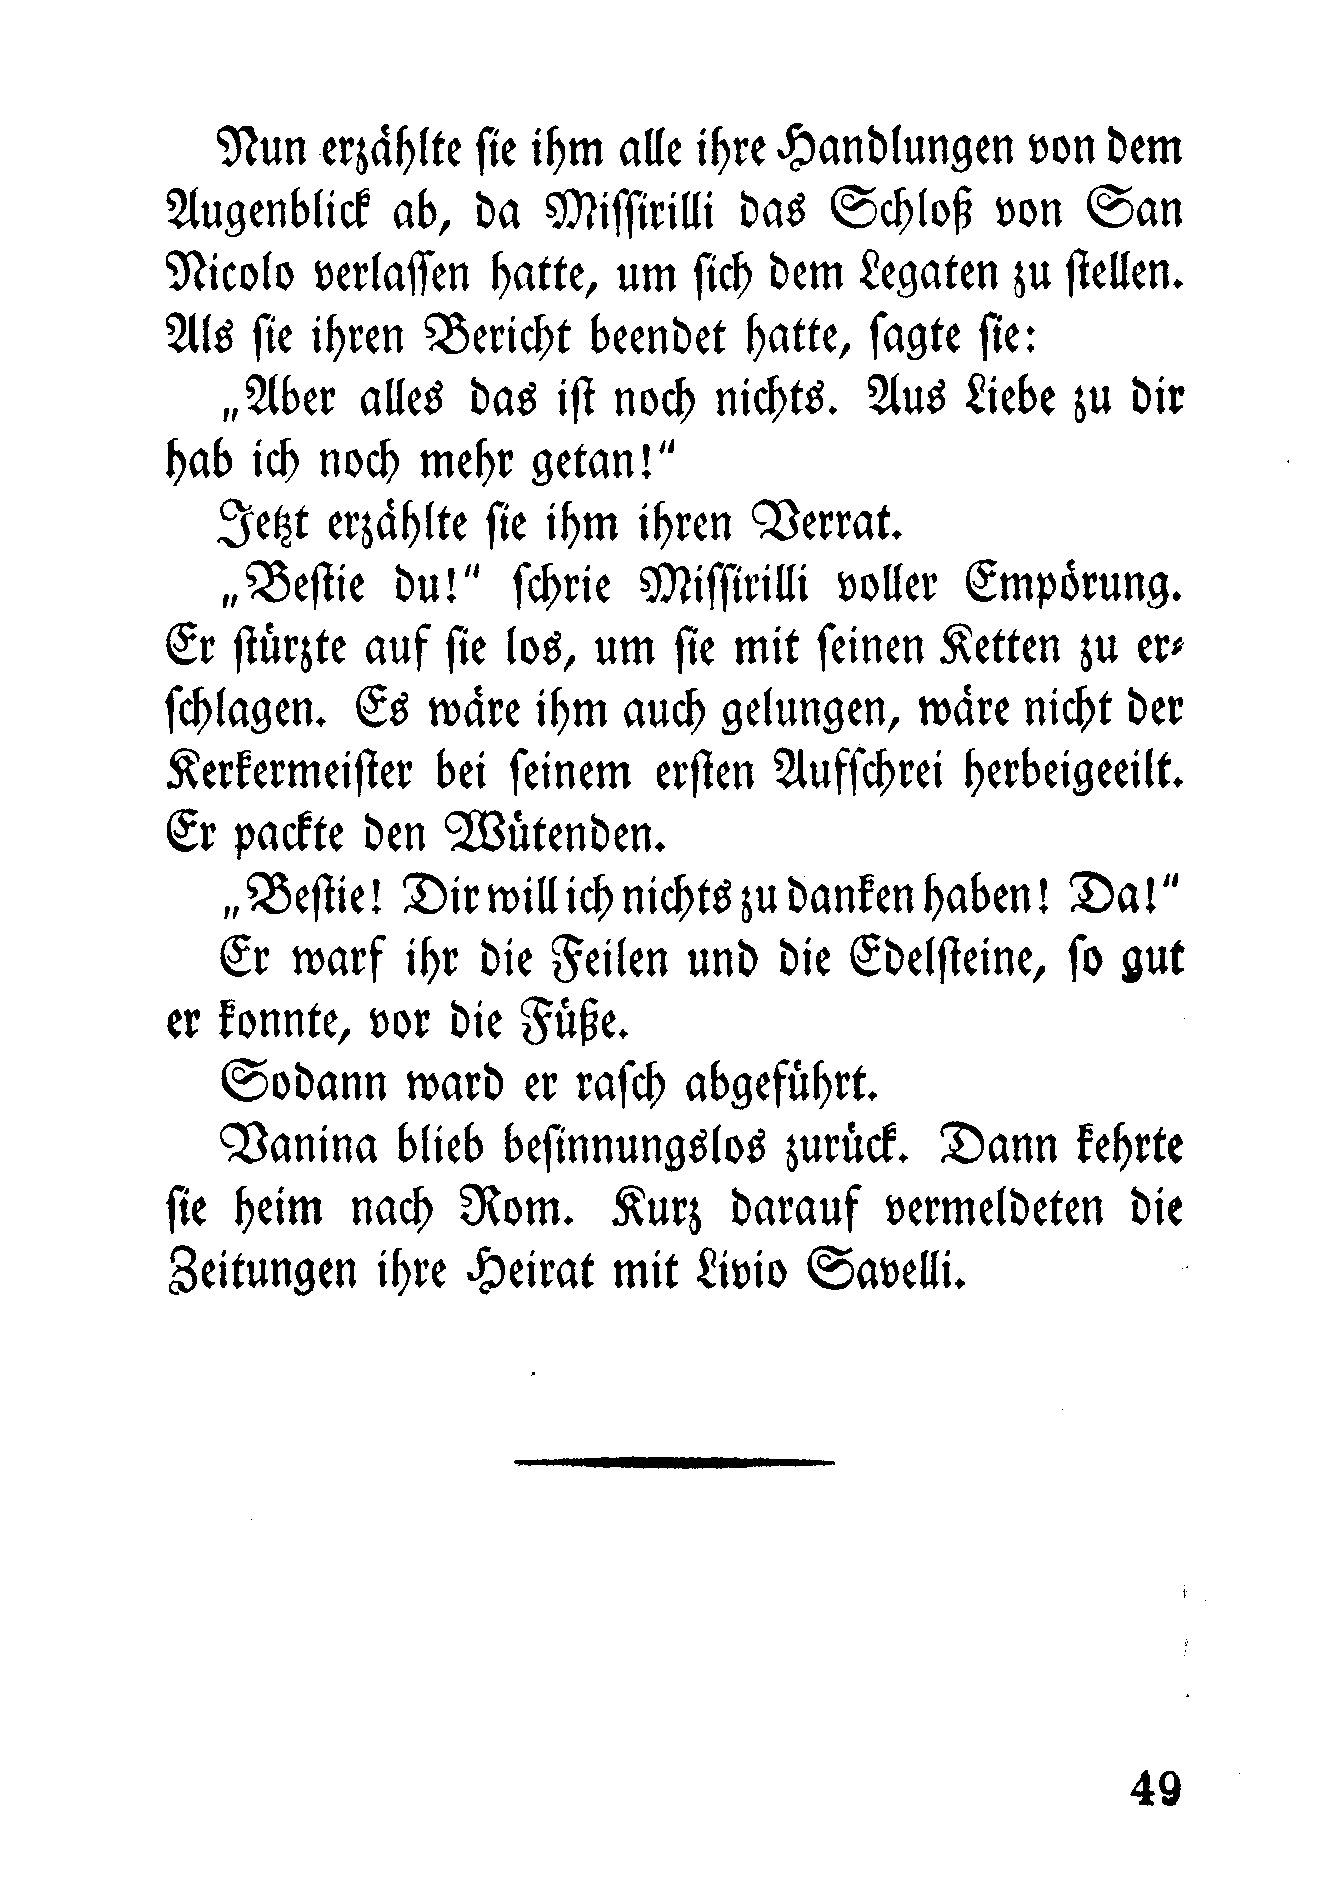 Nun erzählte sie ihm alle ihre Handlungen von dem
Augenblick ab, da Missirilli das Schloß von San
Nicolo verlassen hatte, um sich dem Legaten zu stellen.
Als sie ihren Bericht beendet hatte, sagte sie:
„Aber alles das ist noch nichts. Aus Liebe zu dir
hab ich noch mehr getan!“
Jetzt erzählte sie ihm ihren Verrat.
„Bestie du!“ schrie Missirilli voller Empörung.
Er stürzte auf sie los, um sie mit seinen Ketten zu er-
schlagen. Es wäre ihm auch gelungen, wäre nicht der
Kerkermeister bei seinem ersten Aufschrei herbeigeeilt.
Er packte den Wütenden.
„Bestie! Dir will ich nichts zu danken haben! Da!“
Er warf ihr die Feilen und die Edelsteine, so gut
er konnte, vor die Füße.
Sodann ward er rasch abgeführt.
Vanina blieb besinnungslos zurück. Dann kehrte
sie heim nach Rom. Kurz darauf vermeldeten die
Zeitungen ihre Heirat mit Livio Savelli.
49